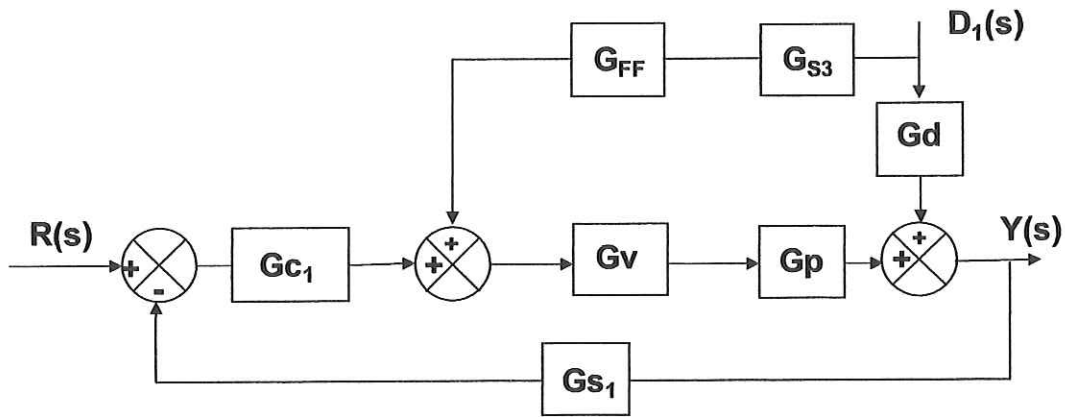 D₁(s)
G_FF G_S3
Gd
+ +
R(s) Y(s)
+ Gc₁ + Gv Gp +
-
Gs₁